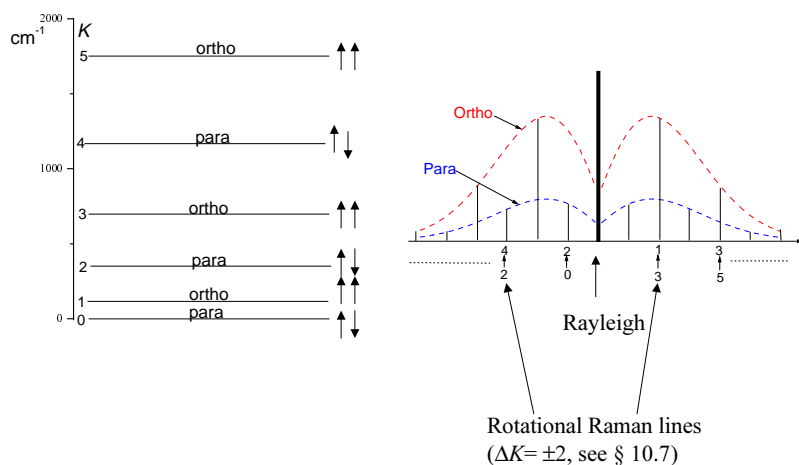 2000
cm-1 K
5 ortho
4 para
1000
3 ortho
2 para
1 ortho
0 0 para
Ortho
Para
4 2 1 3
2 0 3 5
Rayleigh
Rotational Raman lines
(ΔK= ±2, see § 10.7)